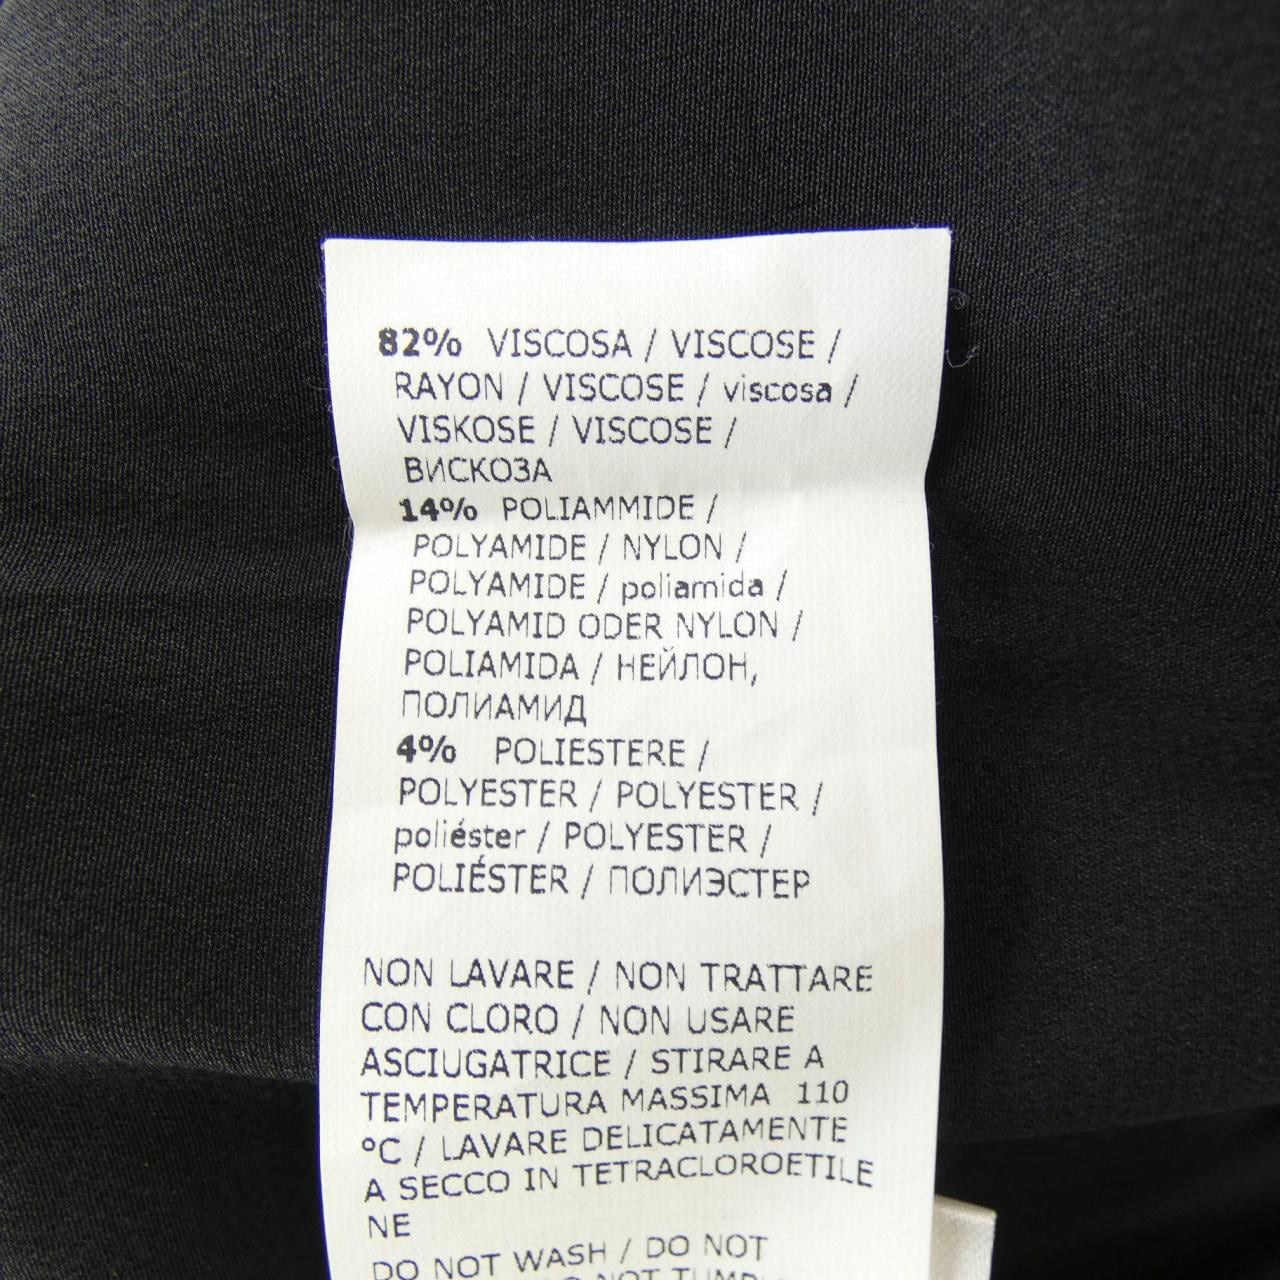 82% VISCOSA / VISCOSE /
RAYON / VISCOSE / viscosa /
VISKOSE / VISCOSE /
ВИСКОЗА
14% POLIAMMIDE /
POLYAMIDE / NYLON /
POLYAMIDE / poliamida /
POLYAMID ODER NYLON /
POLIAMIDA / НЕЙЛОН,
ПОЛИАМИД
4% POLIESTERE /
POLYESTER / POLYESTER /
poliéster / POLYESTER /
POLIÉSTER / ПОЛИЭСТЕР
NON LAVARE / NON TRATTARE
CON CLORO / NON USARE
ASCIUGATRICE / STIRARE A
TEMPERATURA MASSIMA 110
°C / LAVARE DELICATAMENTE
A SECCO IN TETRACLOROETILE
NE
DO NOT WASH / DO NOT
NOT